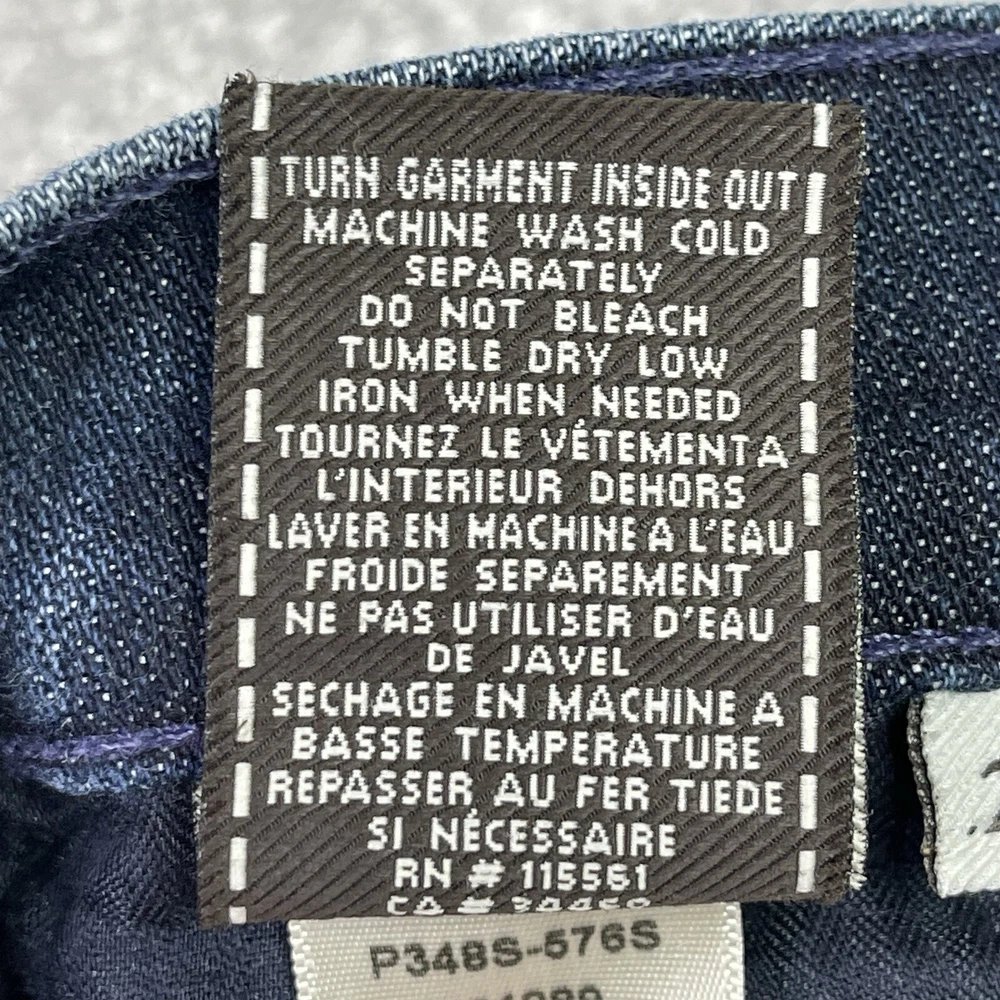 TURN GARMENT INSIDE OUT
MACHINE WASH COLD
SEPARATELY
DO NOT BLEACH
TUMBLE DRY LOW
IRON WHEN NEEDED
TOURNEZ LE VÉTEMENT A
L'INTERIEUR DEHORS
LAVER EN MACHINE A L'EAU
FROIDE SEPAREMENT
NE PAS UTILISER D'EAU
DE JAVEL
SECHAGE EN MACHINE A
BASSE TEMPERATURE
REPASSER AU FER TIEDE
SI NÉCESSAIRE
RN # 115561
CA #
P348S-576S